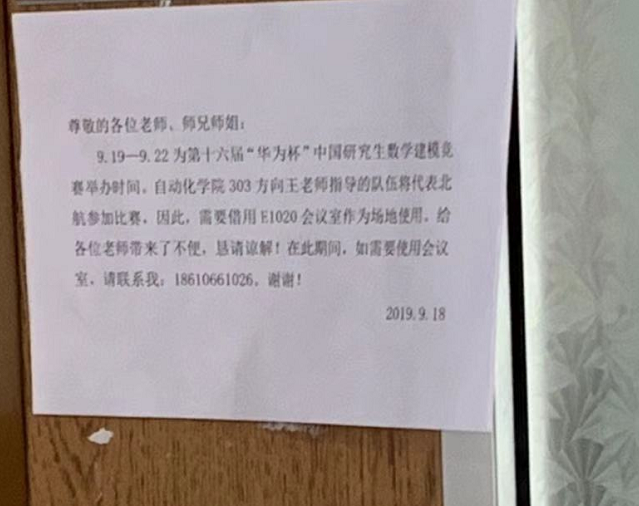 尊敬的各位老师、师兄师姐：
9.19—9.22 为第十六届“华为杯”中国研究生数学建模竞
赛举办时间。自动化学院 303 方向王老师指导的队伍将代表北
航参加比赛。因此，需要借用 E1020 会议室作为场地使用。给
各位老师带来了不便，恳请谅解！在此期间，如需要使用会议
室，请联系我：18610661026。谢谢！
2019.9.18